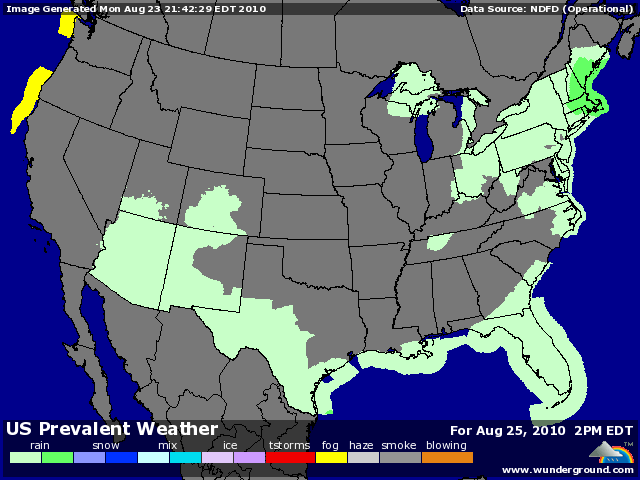 Image Generated Mon Aug 23 21:42:29 EDT 2010 Data Source: NDFD (Operational)
US Prevalent Weather For Aug 25, 2010 2PM EDT
rain snow mix ice tstorms fog haze smoke blowing
www.wunderground.com